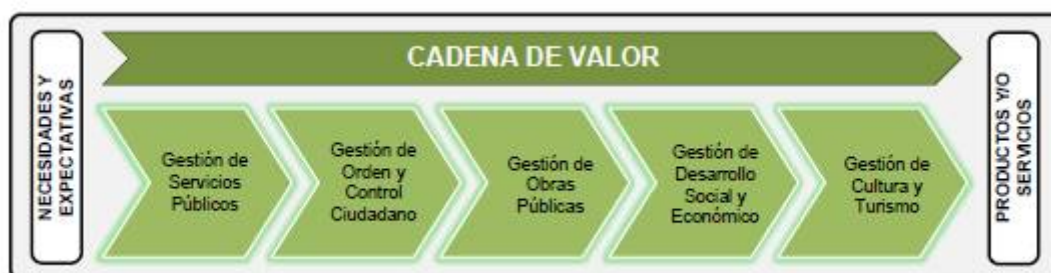 NECESIDADES Y
EXPECTATIVAS
CADENA DE VALOR
Gestión de
Servicios
Públicos
Gestión de
Orden y
Control
Ciudadano
Gestión de
Obras
Públicas
Gestión de
Desarrollo
Social y
Económico
Gestión de
Cultura y
Turismo
PRODUCTOS Y/O
SERVICIOS